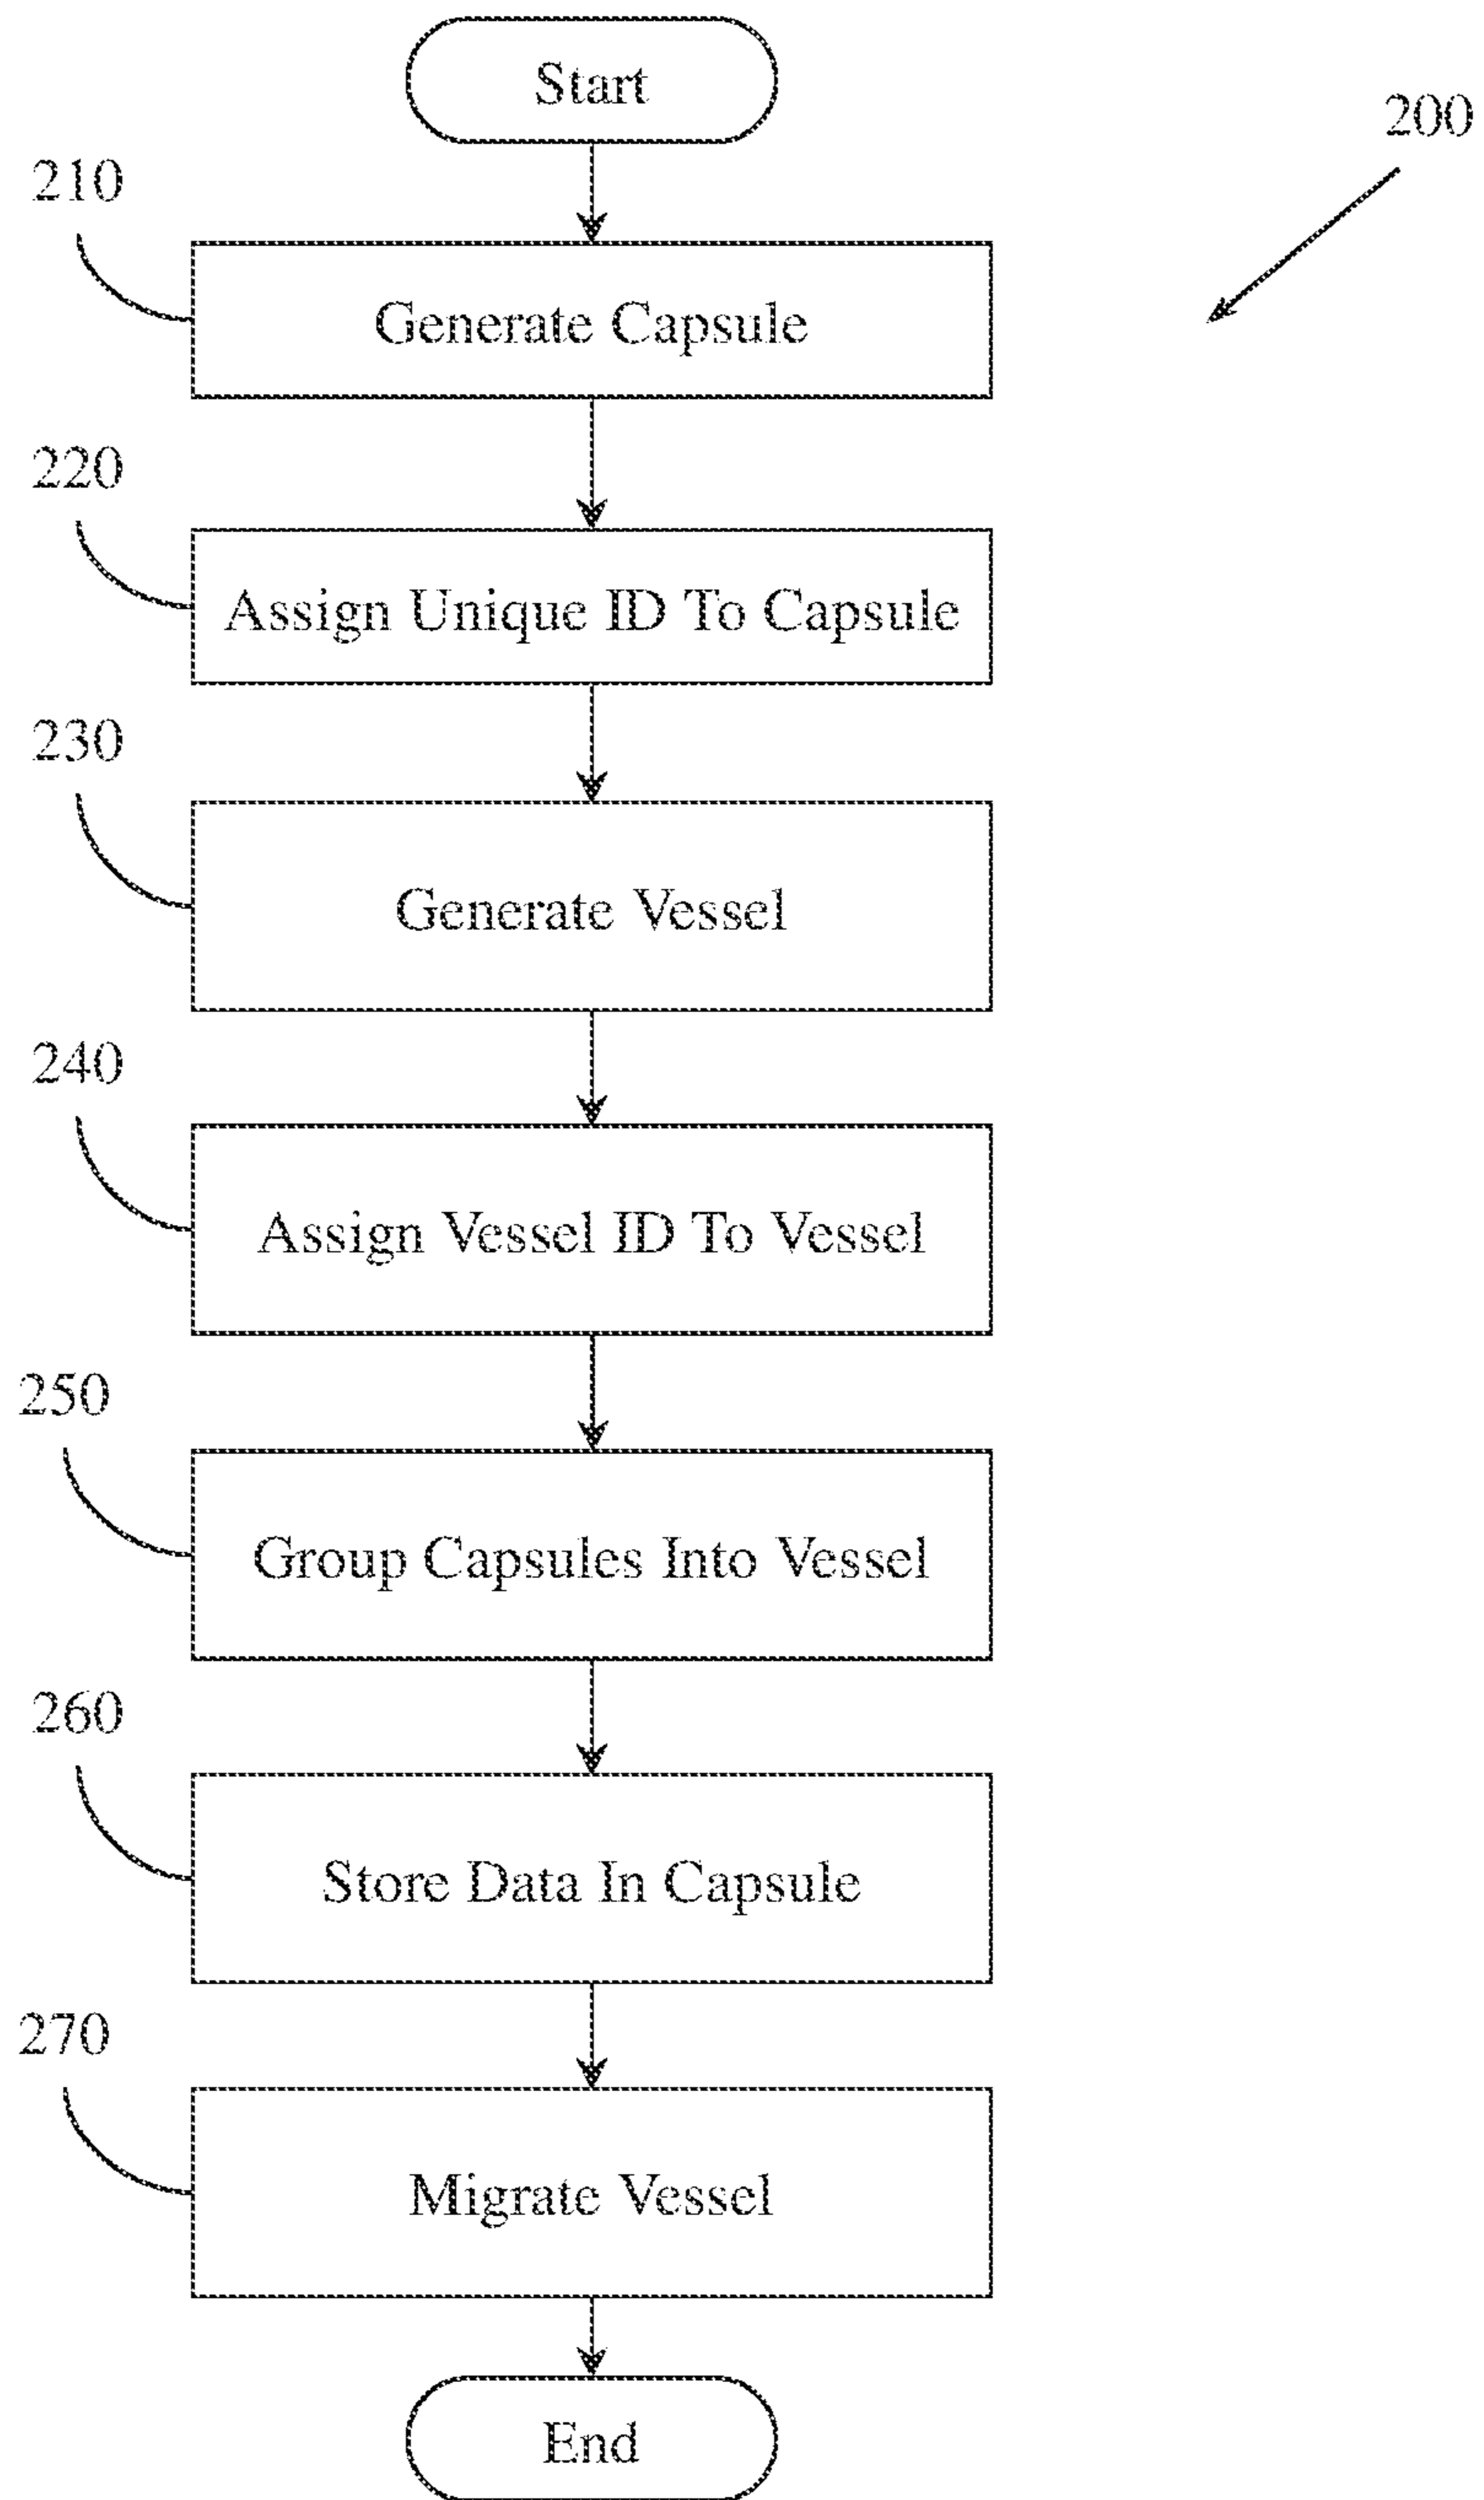 Start
200
210
Generate Capsule
220
Assign Unique ID To Capsule
230
Generate Vessel
240
Assign Vessel ID To Vessel
250
Group Capsules Into Vessel
260
Store Data In Capsule
270
Migrate Vessel
End